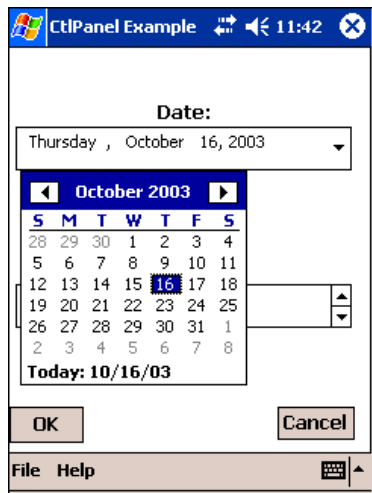 CtlPanel Example 11:42
Date:
Thursday , October 16, 2003
October 2003
S M T W T F S
28 29 30 1 2 3 4
5 6 7 8 9 10 11
12 13 14 15 16 17 18
19 20 21 22 23 24 25
26 27 28 29 30 31 1
2 3 4 5 6 7 8
Today: 10/16/03
OK Cancel
File Help